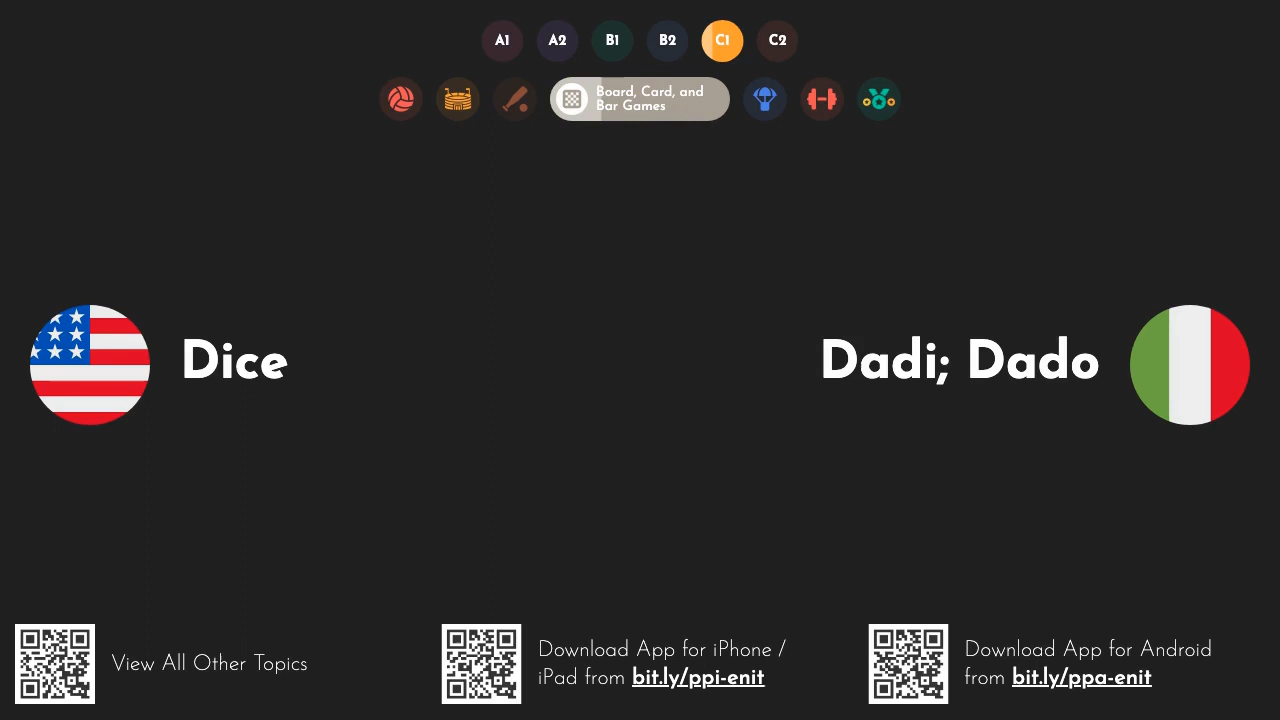 A1 A2 B1 B2 C1 C2
Board, Card, and
Bar Games
Dice
Dadi; Dado
View All Other Topics
Download App for iPhone /
iPad from bit.ly/ppi-enit
Download App for Android
from bit.ly/ppa-enit